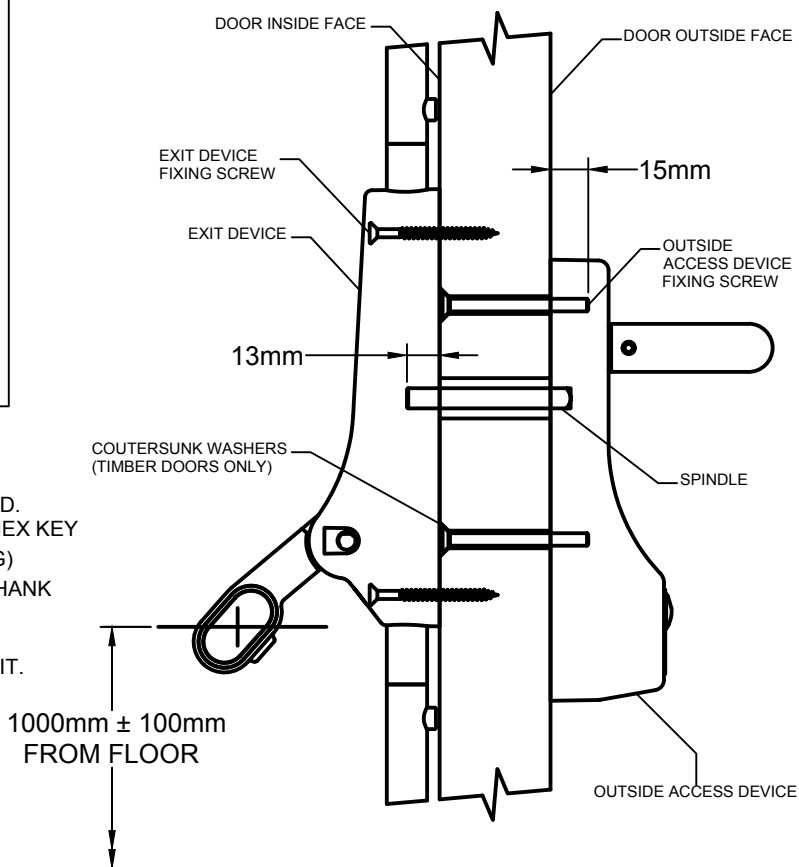 DOOR INSIDE FACE
DOOR OUTSIDE FACE
EXIT DEVICE
FIXING SCREW
15mm
EXIT DEVICE
OUTSIDE
ACCESS DEVICE
FIXING SCREW
13mm
COUTERSUNK WASHERS
(TIMBER DOORS ONLY)
SPINDLE
D.
HEX KEY
G)
HANK
IT.
1000mm ± 100mm
FROM FLOOR
OUTSIDE ACCESS DEVICE